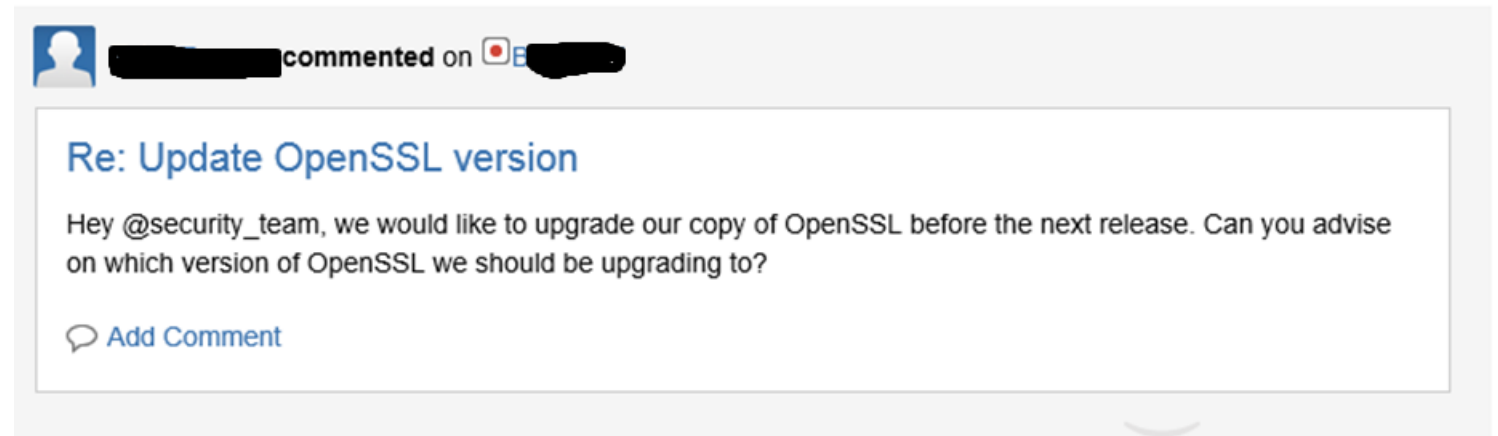 commented on B
Re: Update OpenSSL version
Hey @security_team, we would like to upgrade our copy of OpenSSL before the next release. Can you advise
on which version of OpenSSL we should be upgrading to?
Add Comment